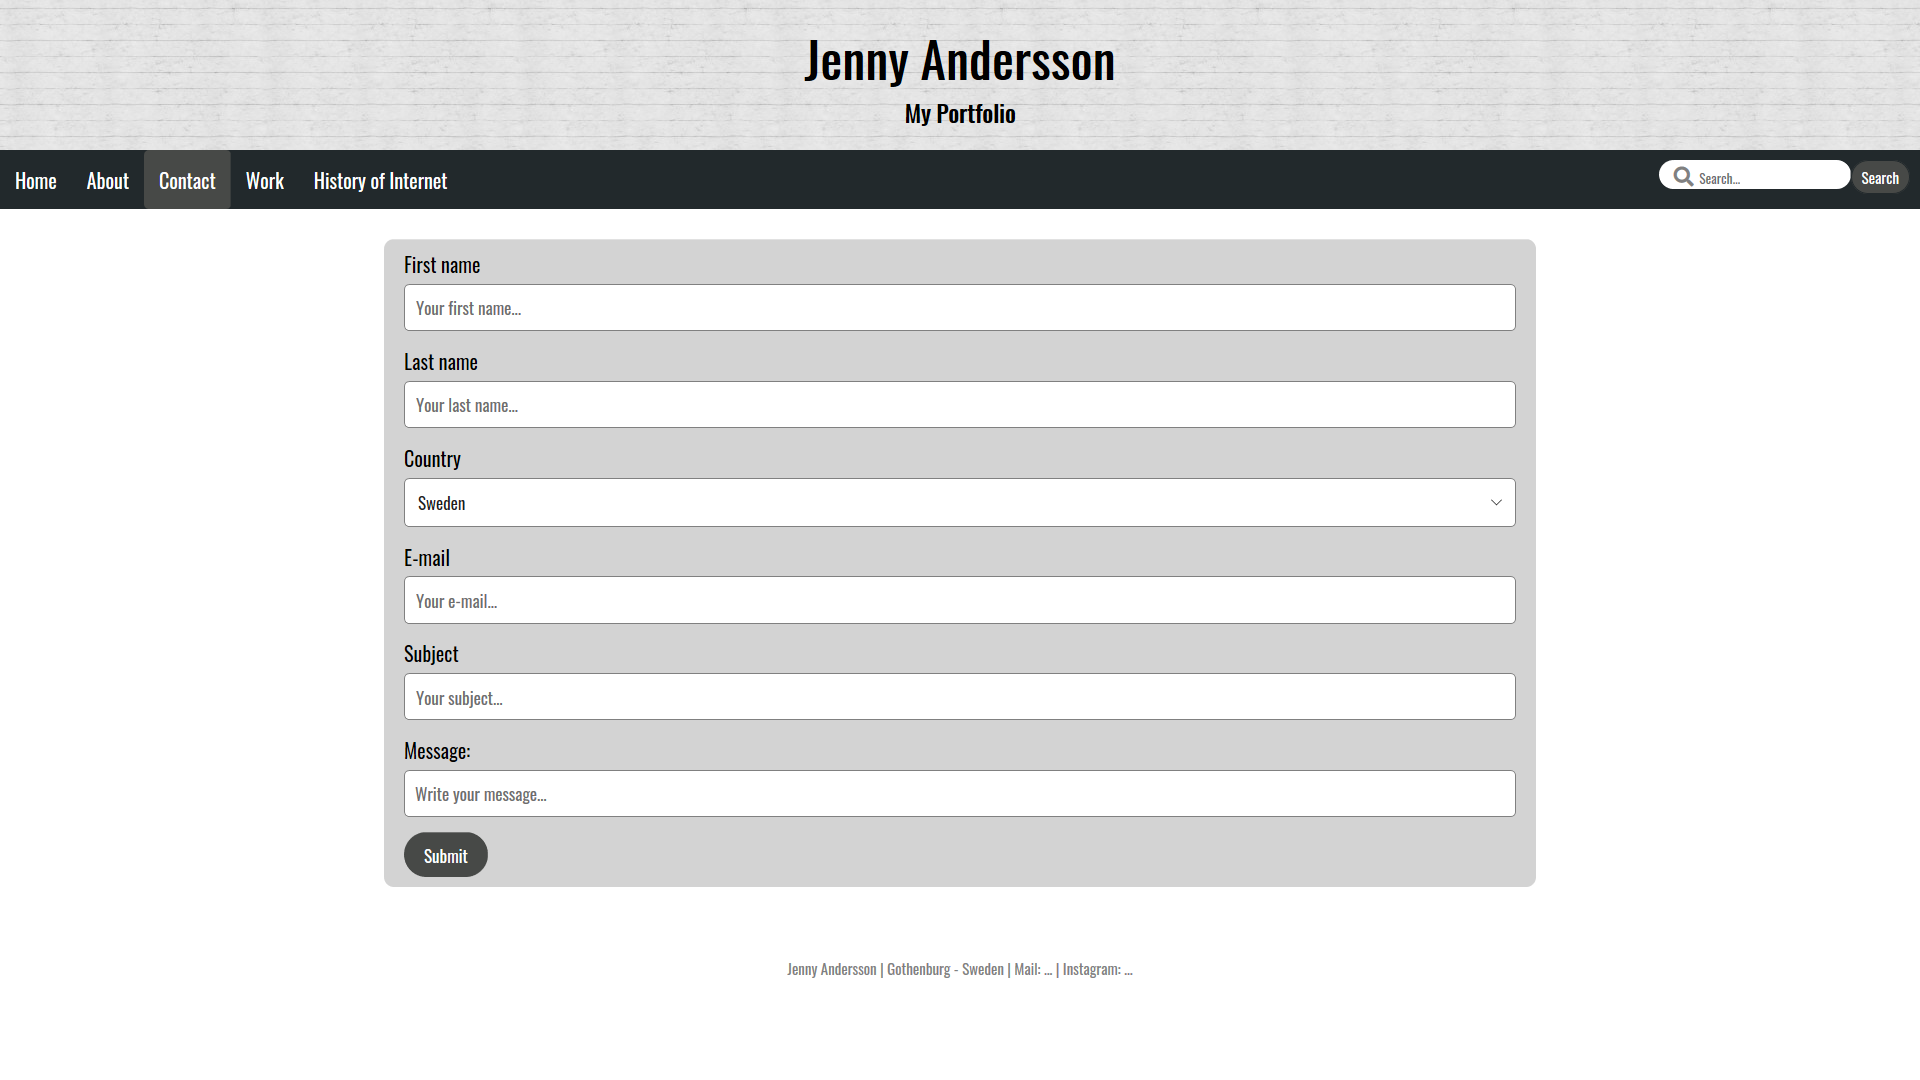 Jenny Andersson
My Portfolio
Home About Contact Work History of Internet Search... Search
First name
Your first name...
Last name
Your last name...
Country
Sweden
E-mail
Your e-mail...
Subject
Your subject...
Message:
Write your message...
Submit
Jenny Andersson | Gothenburg - Sweden | Mail: ... | Instagram: ...